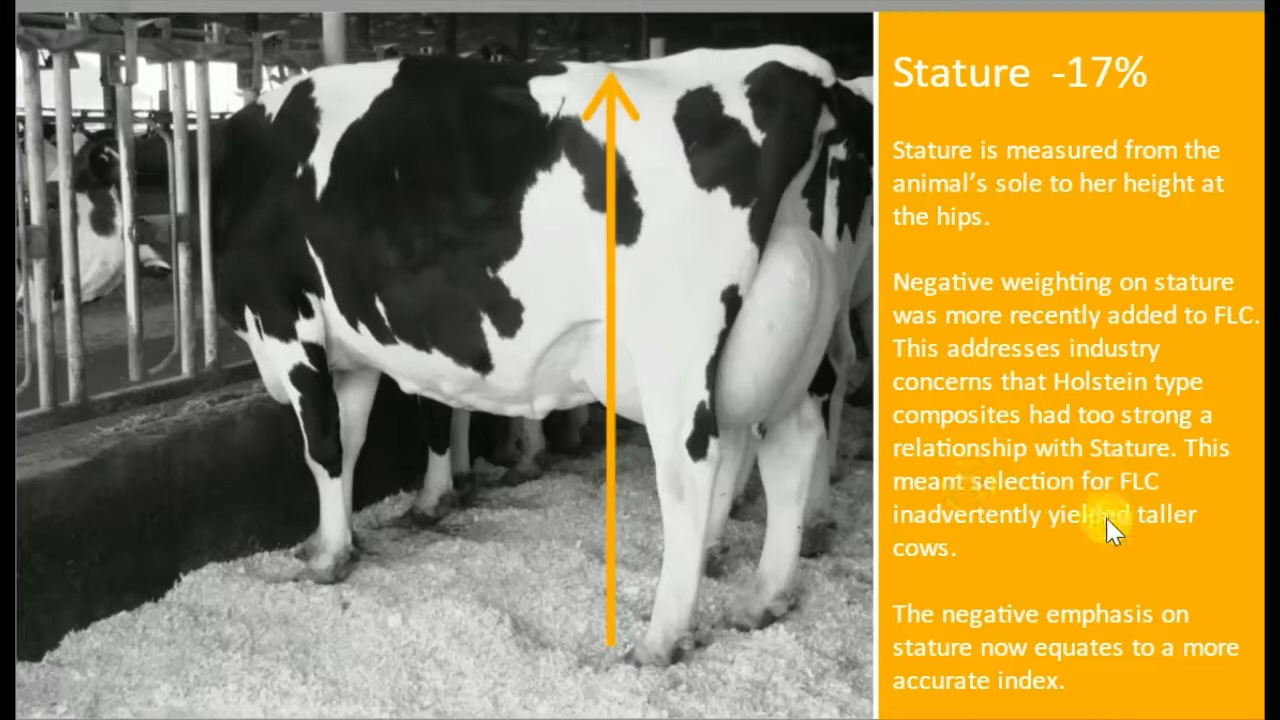 Stature -17%
Stature is measured from the
animal's sole to her height at
the hips.
Negative weighting on stature
was more recently added to FLC.
This addresses industry
concerns that Holstein type
composites had too strong a
relationship with Stature. This
meant selection for FLC
inadvertently yielded taller
cows.
The negative emphasis on
stature now equates to a more
accurate index.